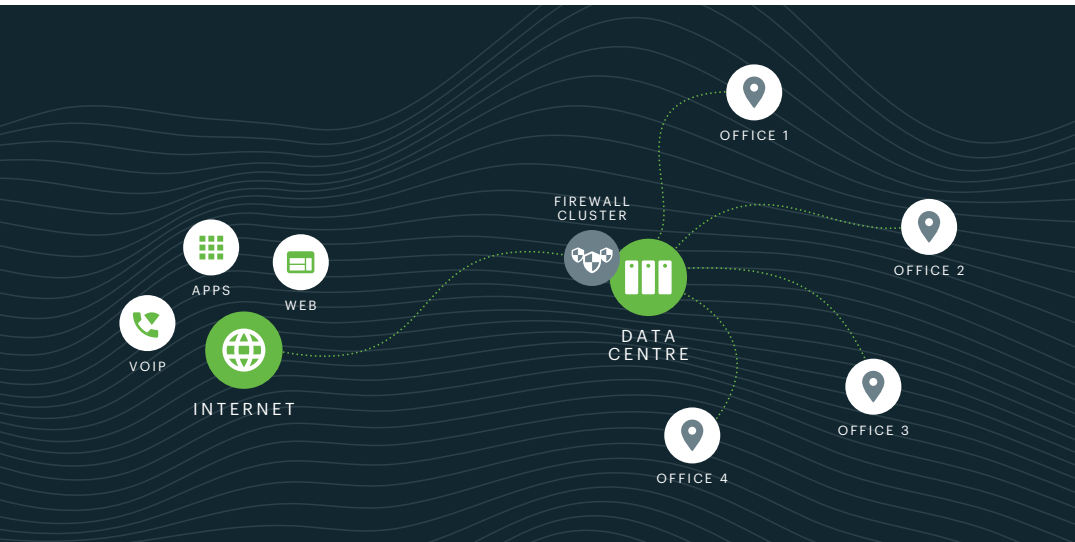 OFFICE 1
FIREWALL
CLUSTER
OFFICE 2
APPS
WEB
DATA
CENTRE
VOIP
INTERNET
OFFICE 3
OFFICE 4